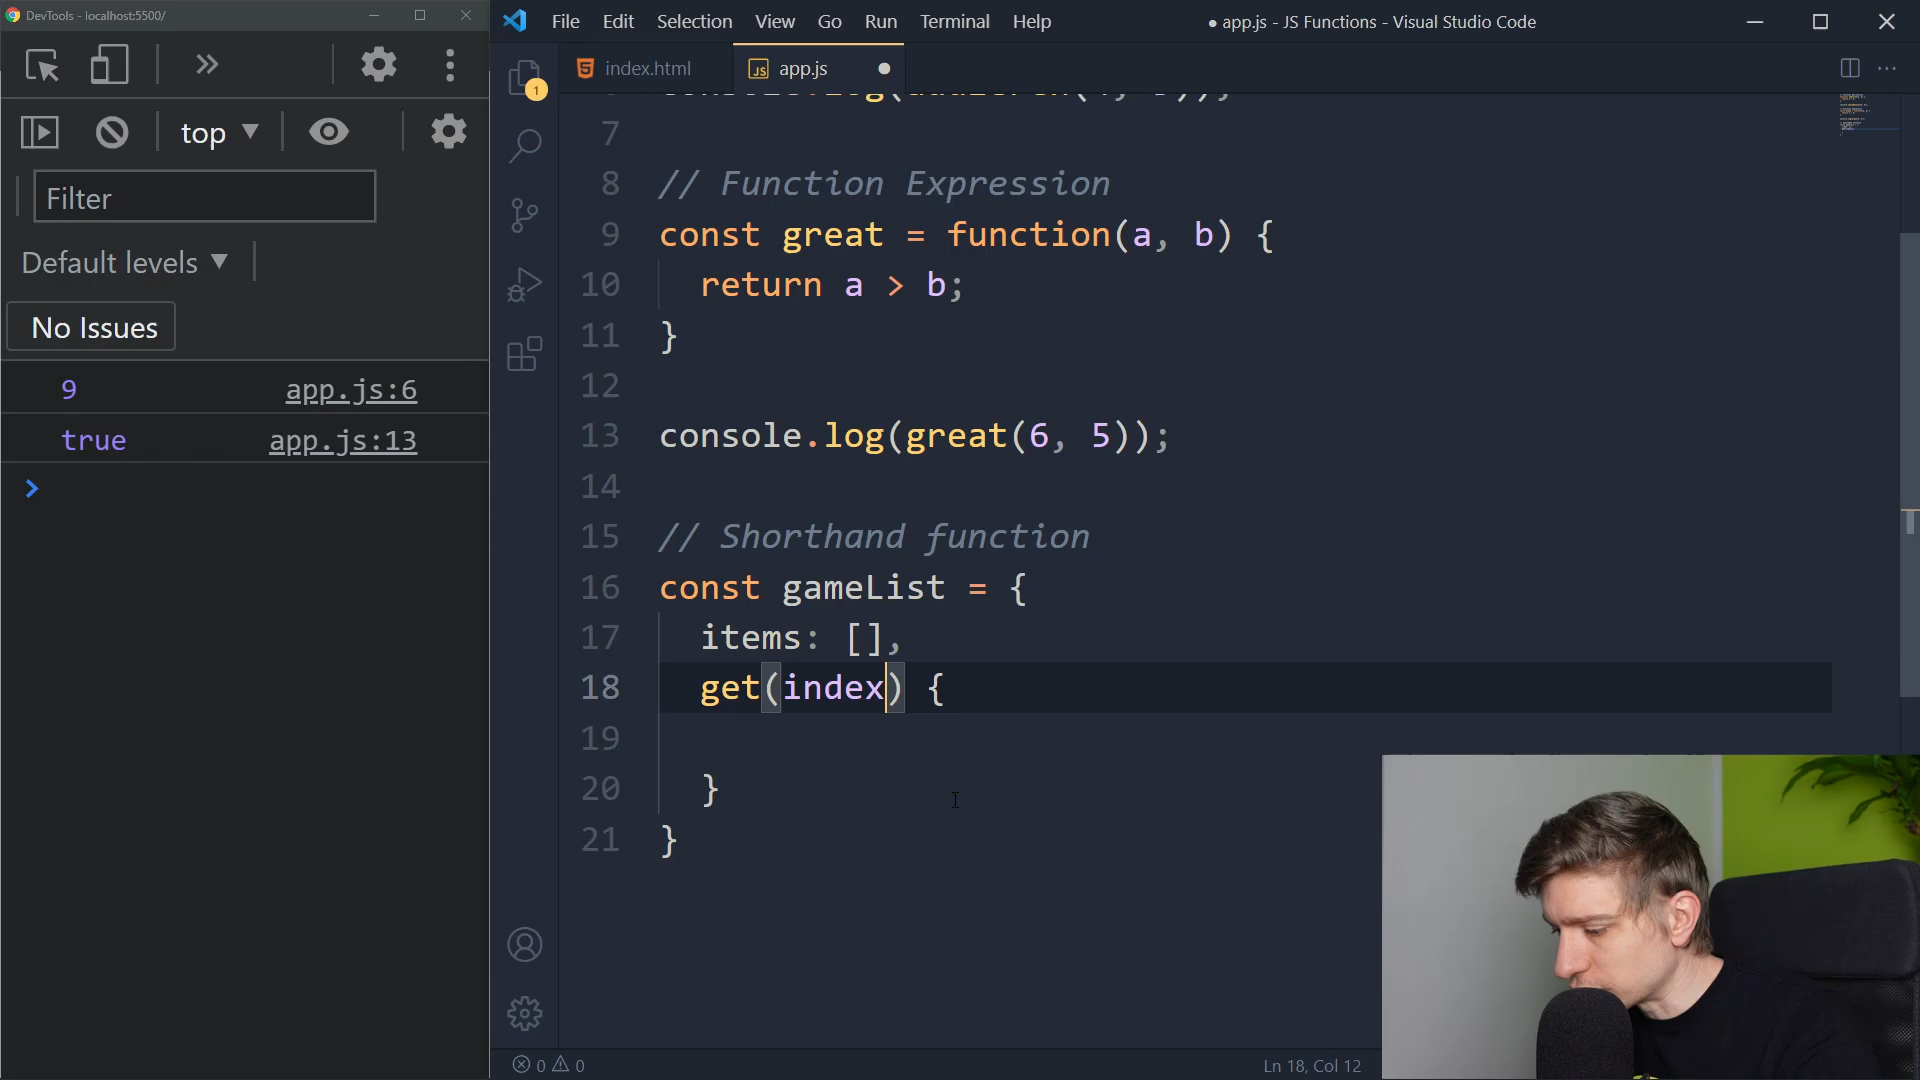 DevTools - localhost:5500/
top
Filter
Default levels
No Issues
9 app.js:6
true app.js:13
File Edit Selection View Go Run Terminal Help
● app.js - JS Functions - Visual Studio Code
1
index.html
JS app.js
7
8 // Function Expression
9 const great = function(a, b) {
10 return a > b;
11 }
12
13 console.log(great(6, 5));
14
15 // Shorthand function
16 const gameList = {
17 items: [],
18 get(index) {
19
20 }
21 }
0 0
Ln 18, Col 12